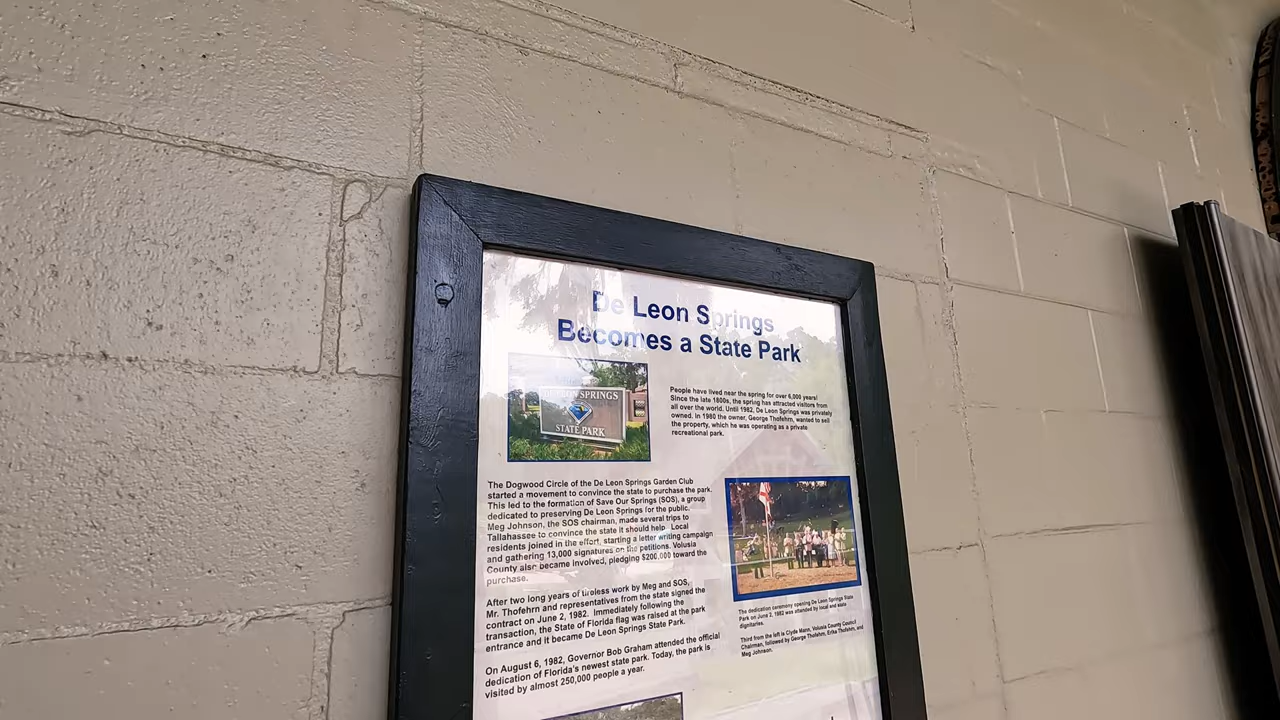 De Leon Springs
Becomes a State Park
DE LEON SPRINGS
STATE PARK
People have lived near the spring for over 6,000 years!
Since the late 1800s, the spring has attracted visitors from
all over the world. Until 1982, De Leon Springs was privately
owned. In 1980 the owner, George Thofehrn, wanted to sell
the property, which he was operating as a private
recreational park.
The Dogwood Circle of the De Leon Springs Garden Club
started a movement to convince the state to purchase the park.
This led to the formation of Save Our Springs (SOS), a group
dedicated to preserving De Leon Springs for the public.
Meg Johnson, the SOS chairman, made several trips to
Tallahassee to convince the state it should help. Local
residents joined in the effort, starting a letter writing campaign
and gathering 13,000 signatures on the petitions. Volusia
County also became involved, pledging $200,000 toward the
purchase.
After two long years of tireless work by Meg and SOS,
Mr. Thofehrn and representatives from the state signed the
contract on June 2, 1982. Immediately following the
transaction, the State of Florida flag was raised at the park
entrance and it became De Leon Springs State Park.
On August 6, 1982, Governor Bob Graham attended the official
dedication of Florida's newest state park. Today, the park is
visited by almost 250,000 people a year.
The dedication ceremony opening De Leon Springs State
Park on June 2, 1982 was attended by local and state
dignitaries.
Third from the left is Clyde Mann, Volusia County Council
Chairman, followed by George Thofehrn, Erika Thofehrn, and
Meg Johnson.